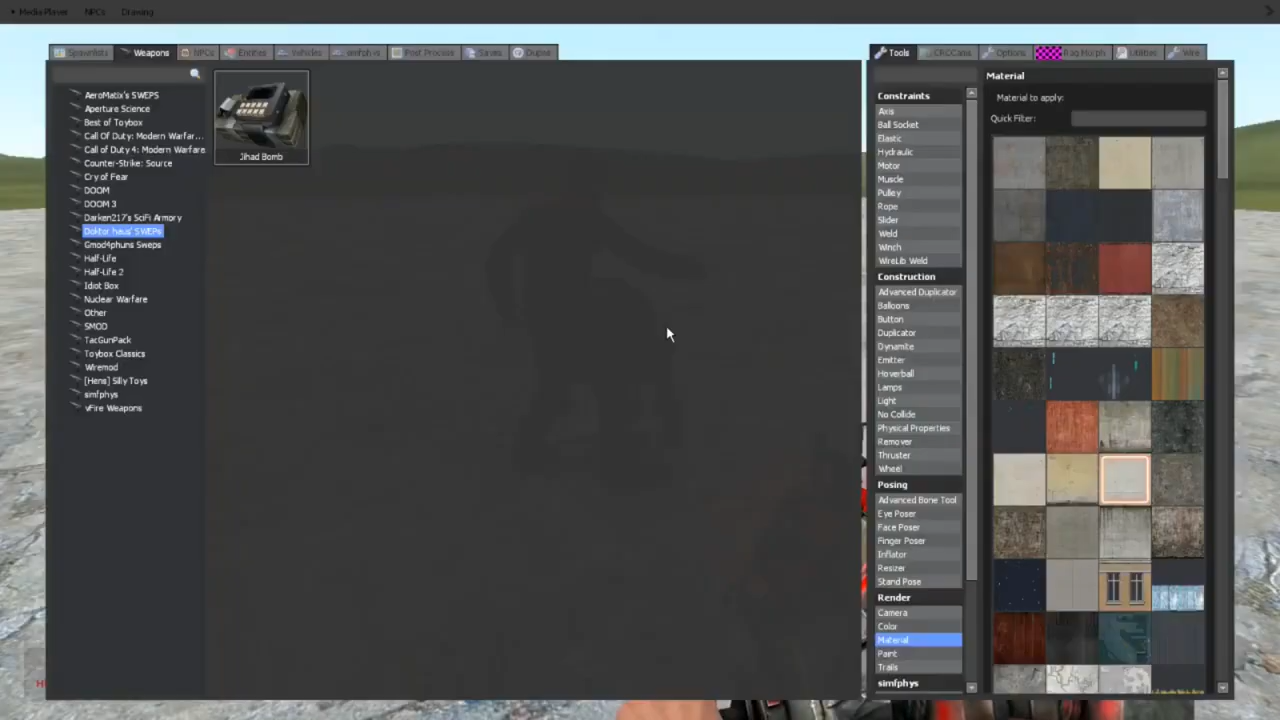 Media Player NPCs Drawing
Spawnlists Weapons NPCs Entities Vehicles simfphys Post Process Saves Dupes
Tools CRCCams Options Rag Morph Utilities Wire
AeroMatix's SWEPS
Aperture Science
Best of Toybox
Call Of Duty: Modern Warfar...
Call of Duty 4: Modern Warfare
Counter-Strike: Source
Cry of Fear
DOOM
DOOM 3
Darken217's SciFi Armory
Doktor haus' SWEPs
Gmod4phuns Sweps
Half-Life
Half-Life 2
Idiot Box
Nuclear Warfare
Other
SMOD
TacGunPack
Toybox Classics
Wiremod
[Hens] Silly Toys
simfphys
vFire Weapons
Jihad Bomb
Constraints
Axis
Ball Socket
Elastic
Hydraulic
Motor
Muscle
Pulley
Rope
Slider
Weld
Winch
WireLib Weld
Construction
Advanced Duplicator
Balloons
Button
Duplicator
Dynamite
Emitter
Hoverball
Lamps
Light
No Collide
Physical Properties
Remover
Thruster
Wheel
Posing
Advanced Bone Tool
Eye Poser
Face Poser
Finger Poser
Inflator
Resizer
Stand Pose
Render
Camera
Color
Material
Paint
Trails
simfphys
Material
Material to apply:
Quick Filter: